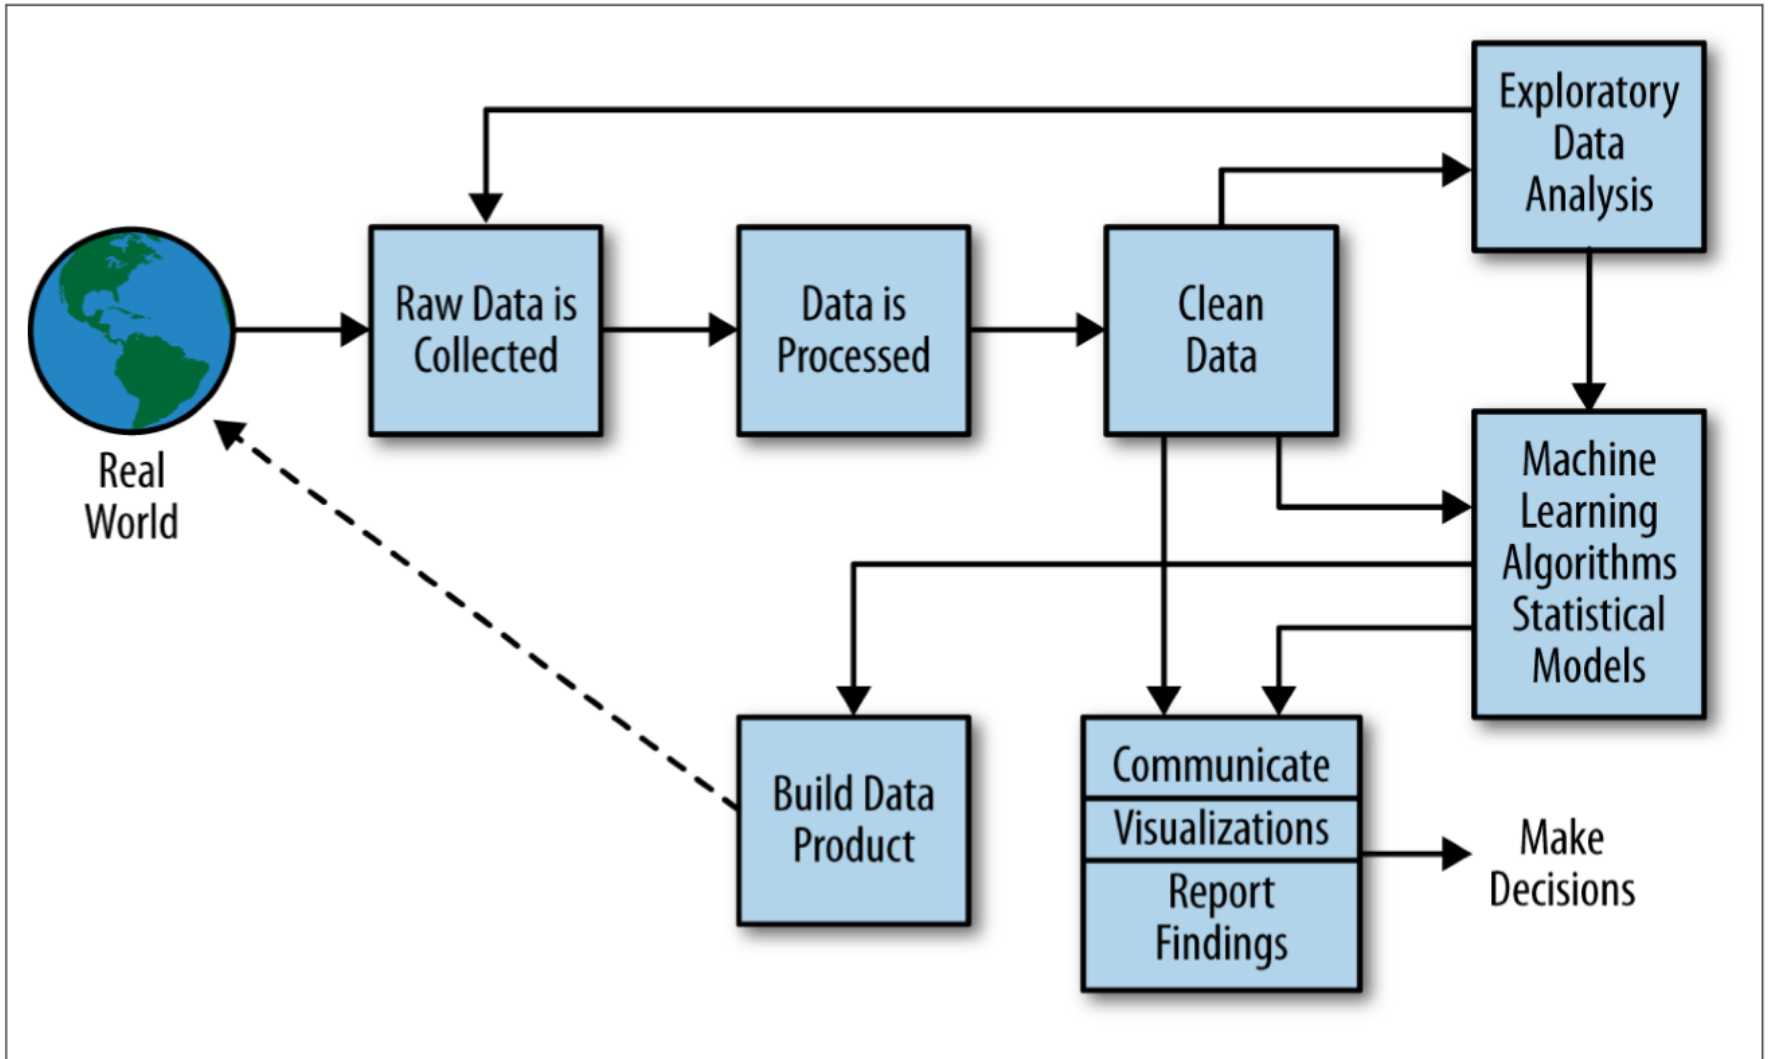 Real
World
Raw Data is
Collected
Data is
Processed
Clean
Data
Exploratory
Data
Analysis
Machine
Learning
Algorithms
Statistical
Models
Build Data
Product
Communicate
Visualizations
Report
Findings
Make
Decisions